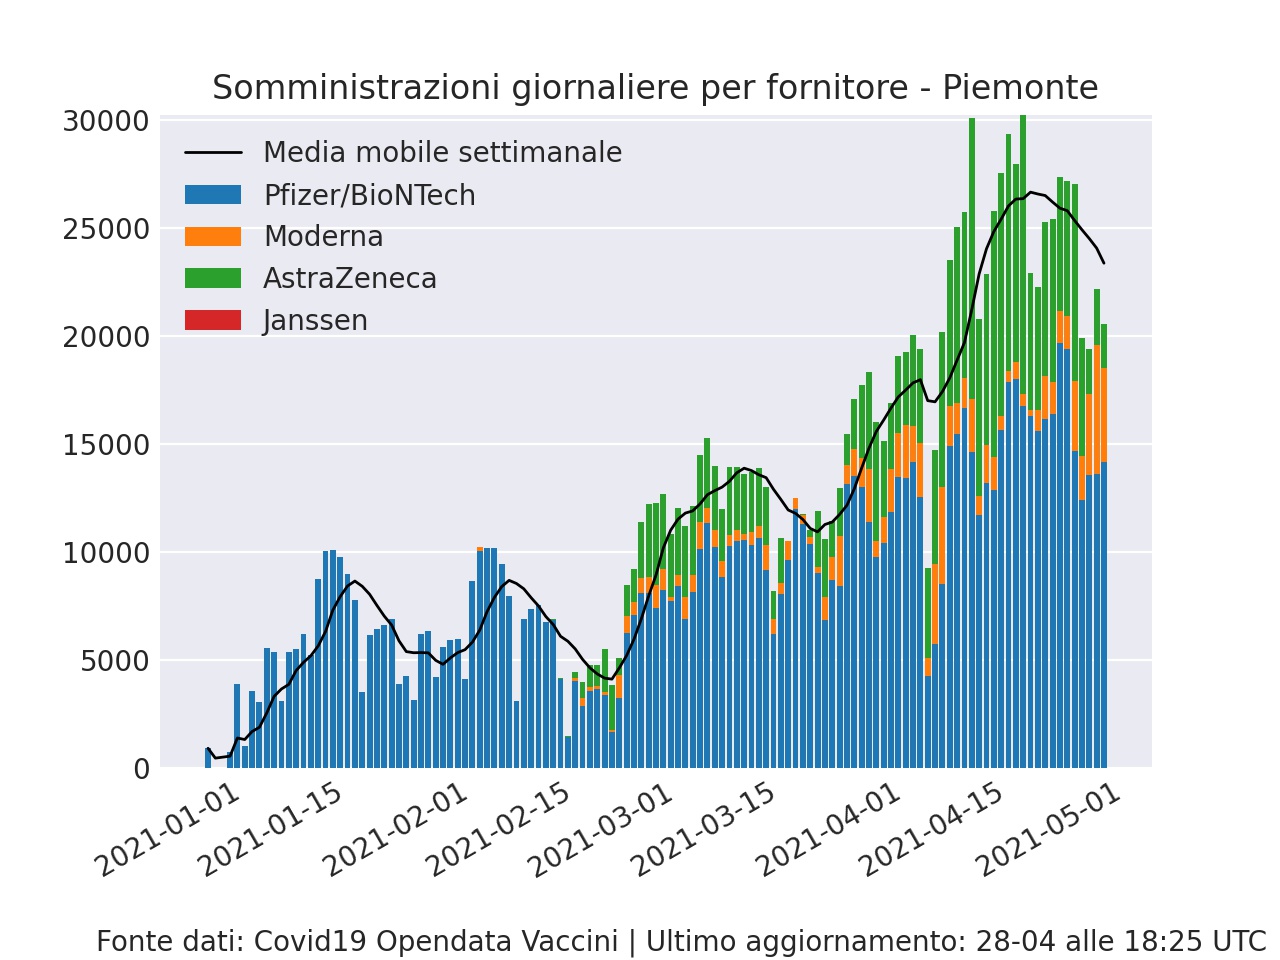 Somministrazioni giornaliere per fornitore - Piemonte
30000
25000
20000
15000
10000
5000
0
Media mobile settimanale
Pfizer/BioNTech
Moderna
AstraZeneca
Janssen
2021-01-01
2021-01-15
2021-02-01
2021-02-15
2021-03-01
2021-03-15
2021-04-01
2021-04-15
2021-05-01
Fonte dati: Covid19 Opendata Vaccini | Ultimo aggiornamento: 28-04 alle 18:25 UTC